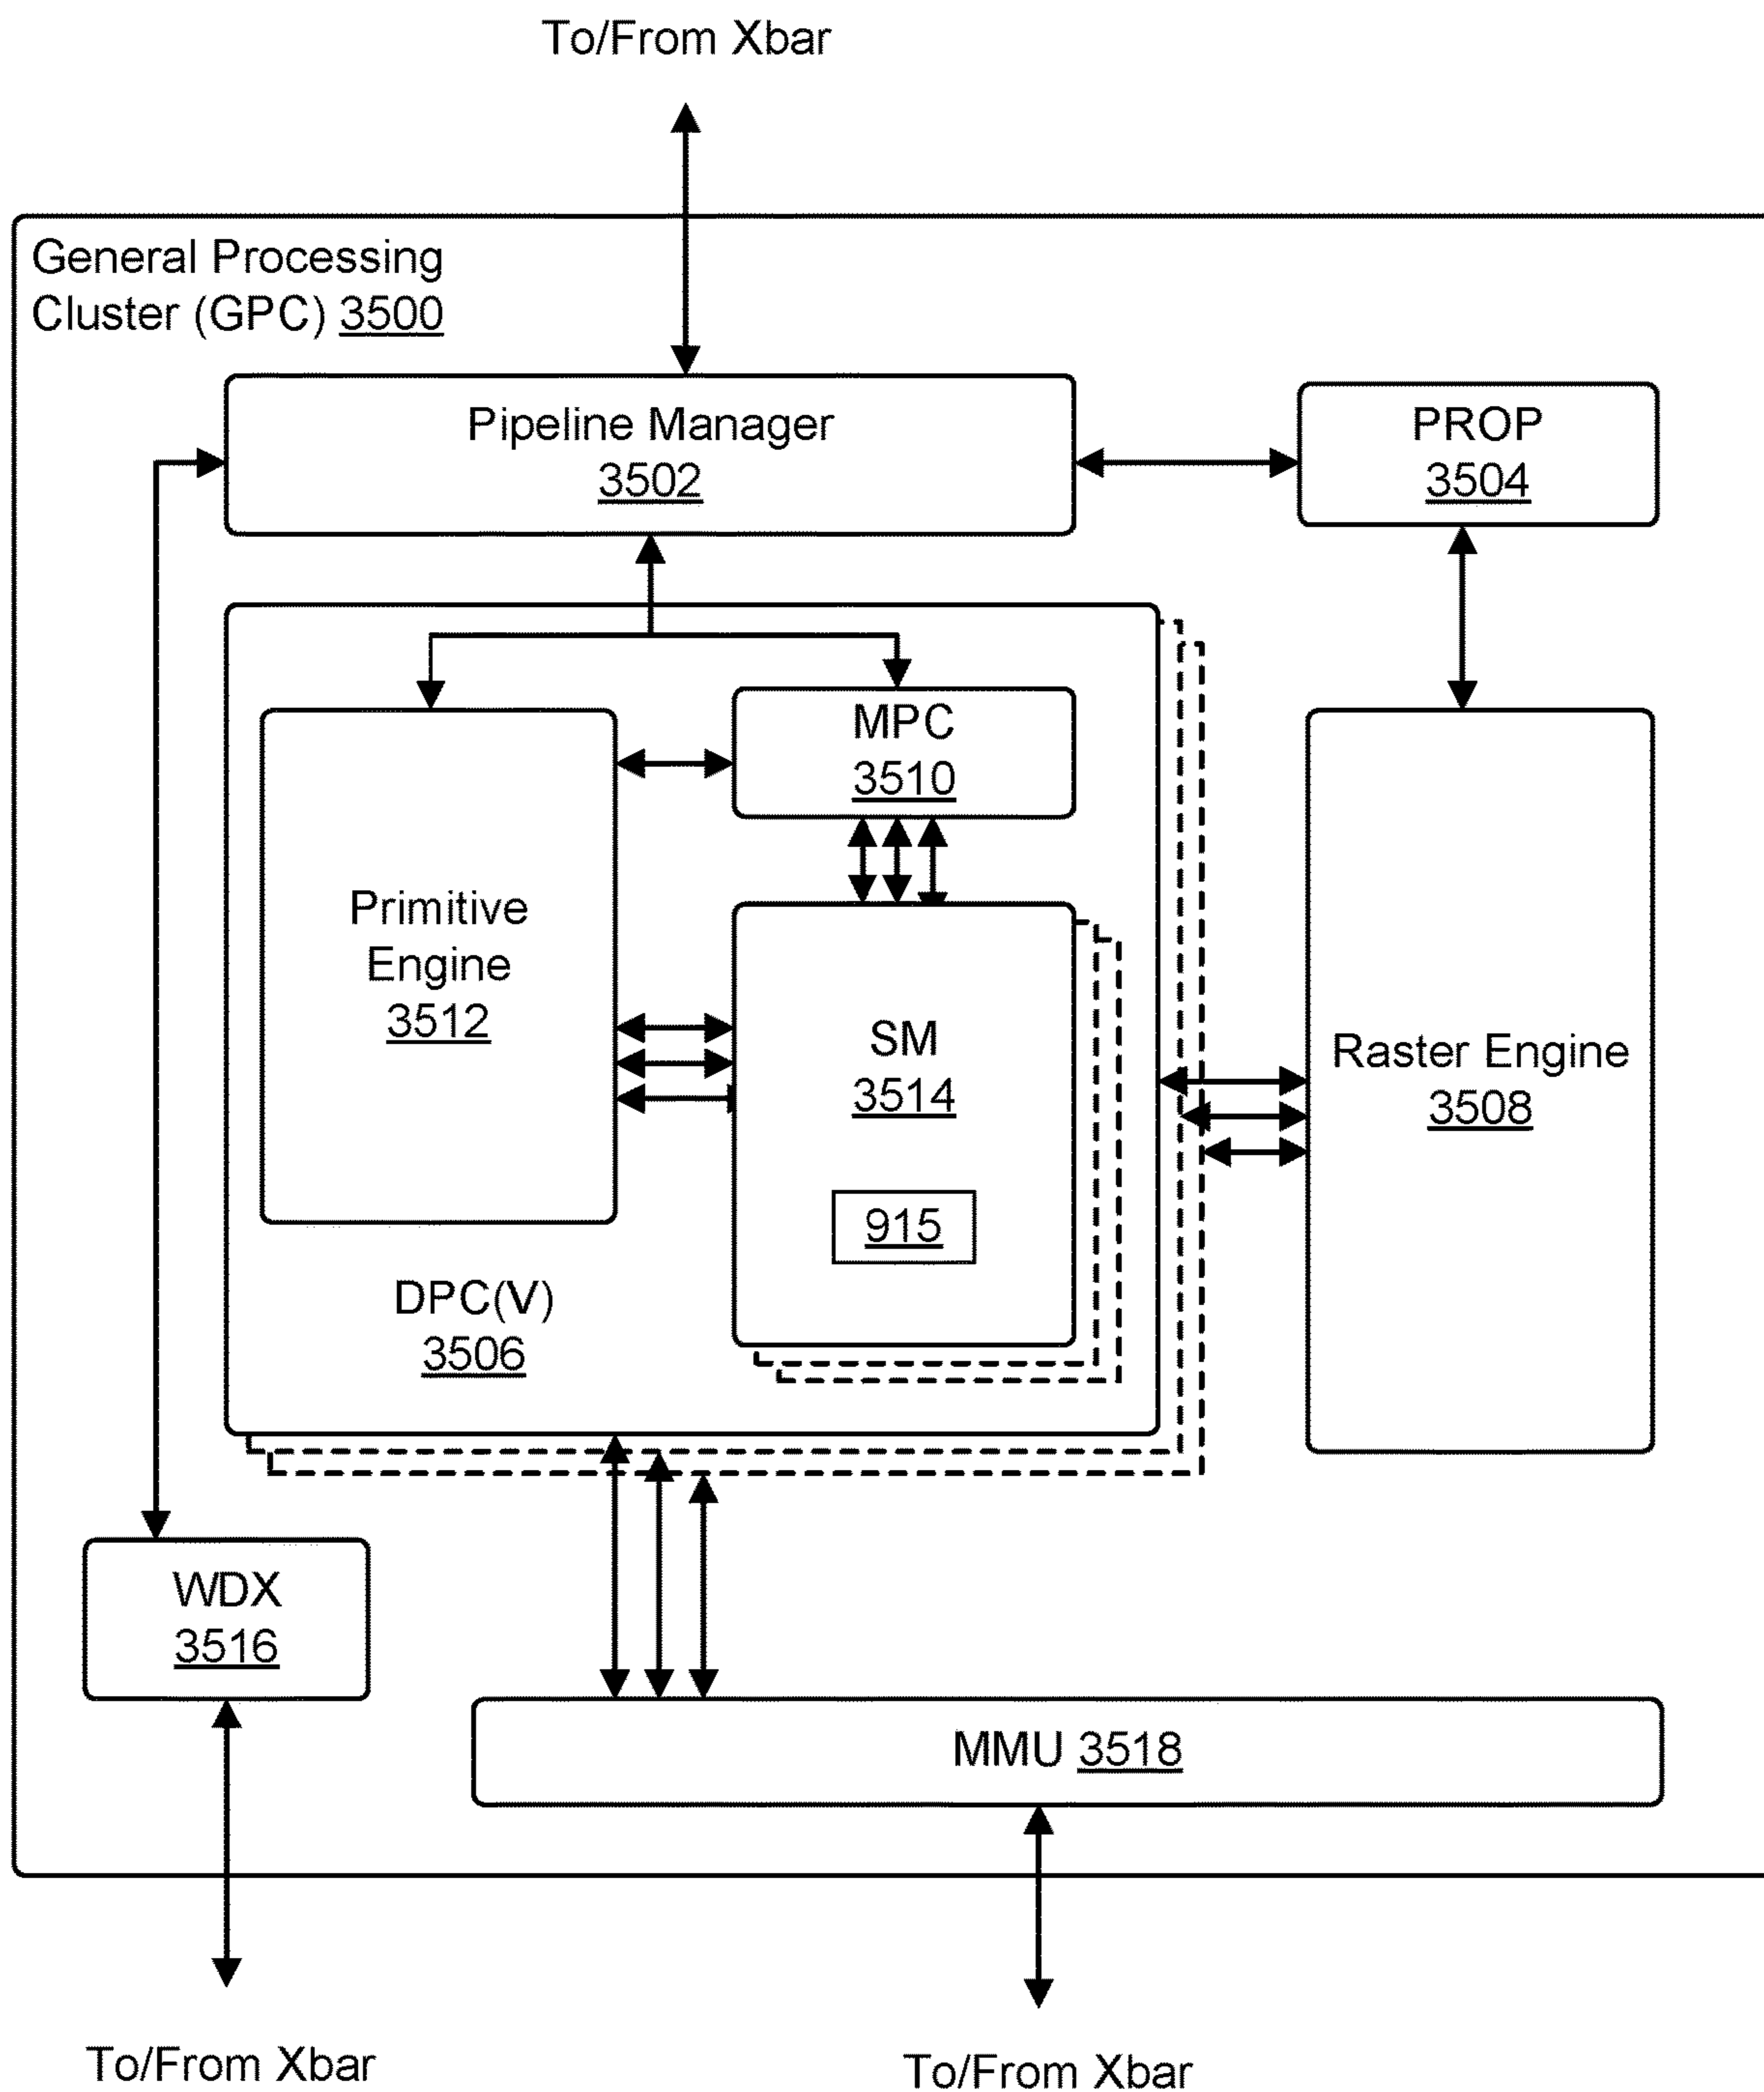 To/From Xbar
General Processing
Cluster (GPC) 3500
Pipeline Manager
3502
PROP
3504
MPC
3510
Primitive
Engine
3512
SM
3514
915
Raster Engine
3508
DPC(V)
3506
WDX
3516
MMU 3518
To/From Xbar
To/From Xbar